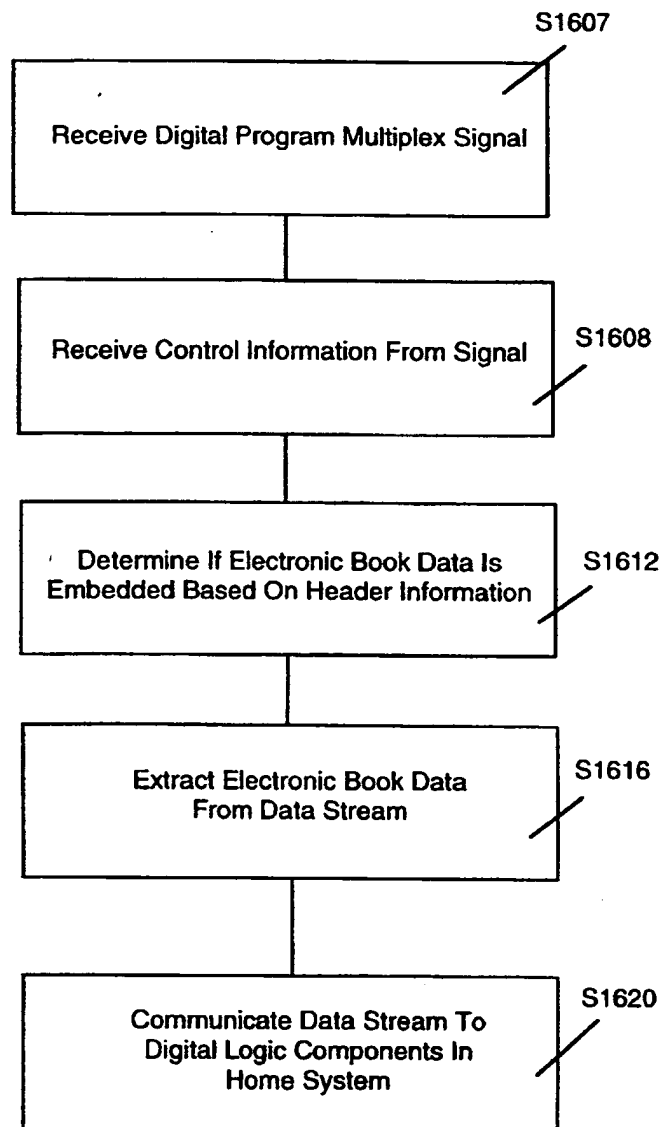 S1607
Receive Digital Program Multiplex Signal
Receive Control Information From Signal
S1608
Determine If Electronic Book Data Is
Embedded Based On Header Information
S1612
Extract Electronic Book Data
From Data Stream
S1616
Communicate Data Stream To
Digital Logic Components In
Home System
S1620